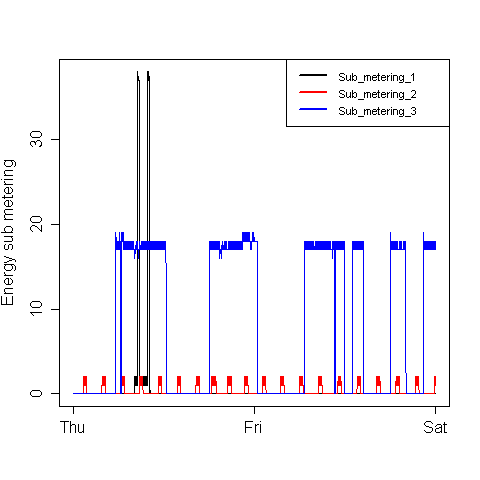 Sub_metering_1
Sub_metering_2
Sub_metering_3
Energy sub metering
30
20
10
0
Thu Fri Sat